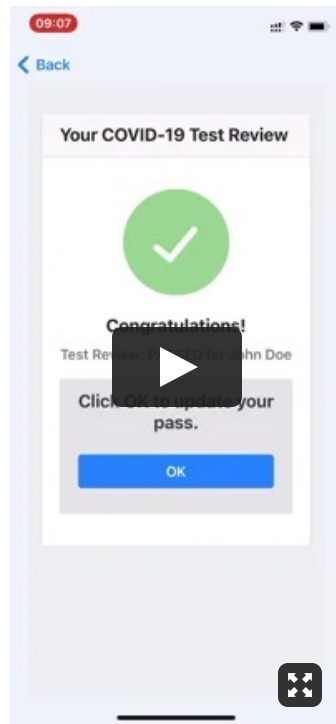 09:07
Back
Your COVID-19 Test Review
Congratulations!
Test Review: for John Doe
Click OK to update your
pass.
OK